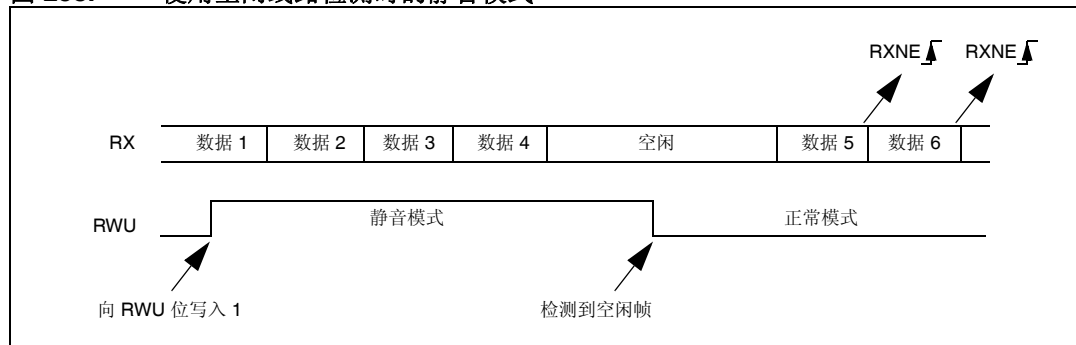 RXNE RXNE
RX 数据 1 数据 2 数据 3 数据 4 空闲 数据 5 数据 6
RWU 静音模式 正常模式
向 RWU 位写入 1 检测到空闲帧